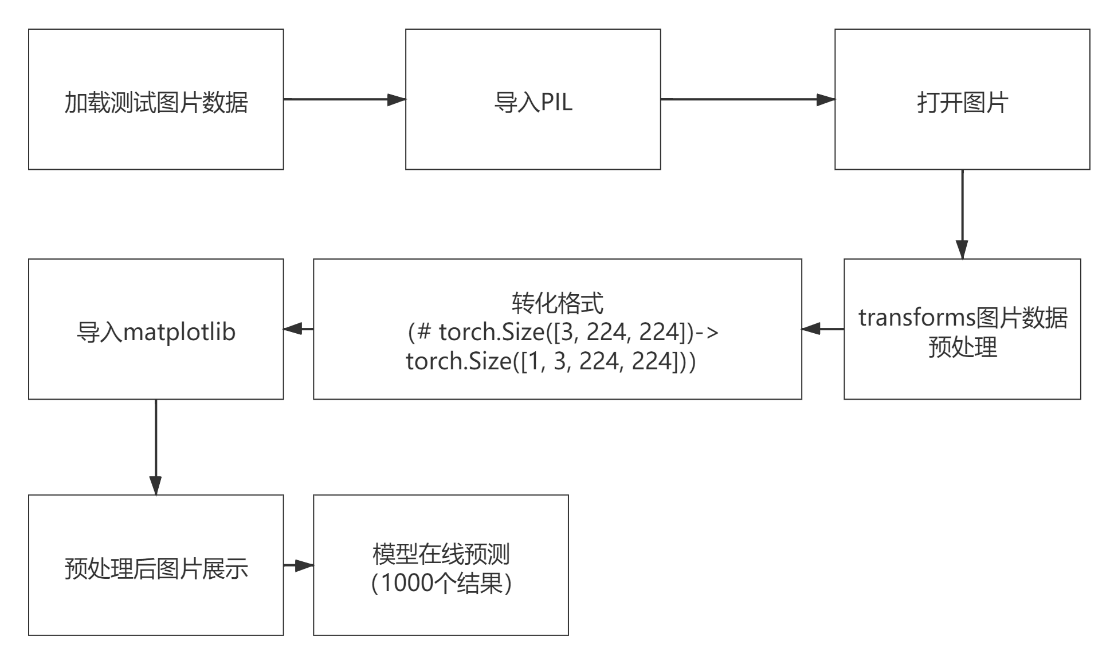 加载测试图片数据
导入PIL
打开图片
transforms图片数据
预处理
转化格式
(# torch.Size([3, 224, 224])->
torch.Size([1, 3, 224, 224]))
导入matplotlib
预处理后图片展示
模型在线预测
（1000个结果）